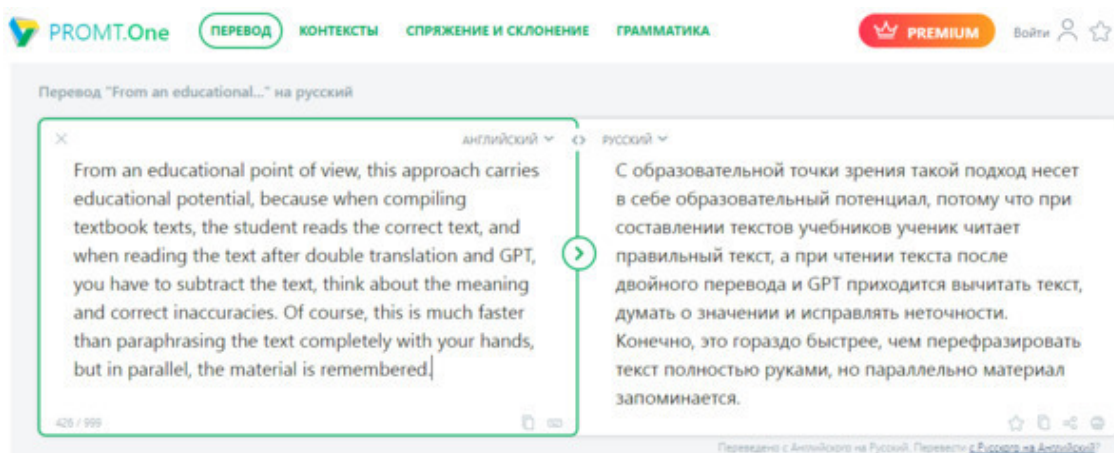 PROMT.One ПЕРЕВОД КОНТЕКСТЫ СПРЯЖЕНИЕ И СКЛОНЕНИЕ ГРАММАТИКА PREMIUM Войти
Перевод "From an educational..." на русский
АНГЛИЙСКИЙ РУССКИЙ
From an educational point of view, this approach carries
educational potential, because when compiling
textbook texts, the student reads the correct text, and
when reading the text after double translation and GPT,
you have to subtract the text, think about the meaning
and correct inaccuracies. Of course, this is much faster
than paraphrasing the text completely with your hands,
but in parallel, the material is remembered.
426 / 999
С образовательной точки зрения такой подход несет
в себе образовательный потенциал, потому что при
составлении текстов учебников ученик читает
правильный текст, а при чтении текста после
двойного перевода и GPT приходится вычитать текст,
думать о значении и исправлять неточности.
Конечно, это гораздо быстрее, чем перефразировать
текст полностью руками, но параллельно материал
запоминается.
Переведено с Английского на Русский. Перевести с Русского на Английский?